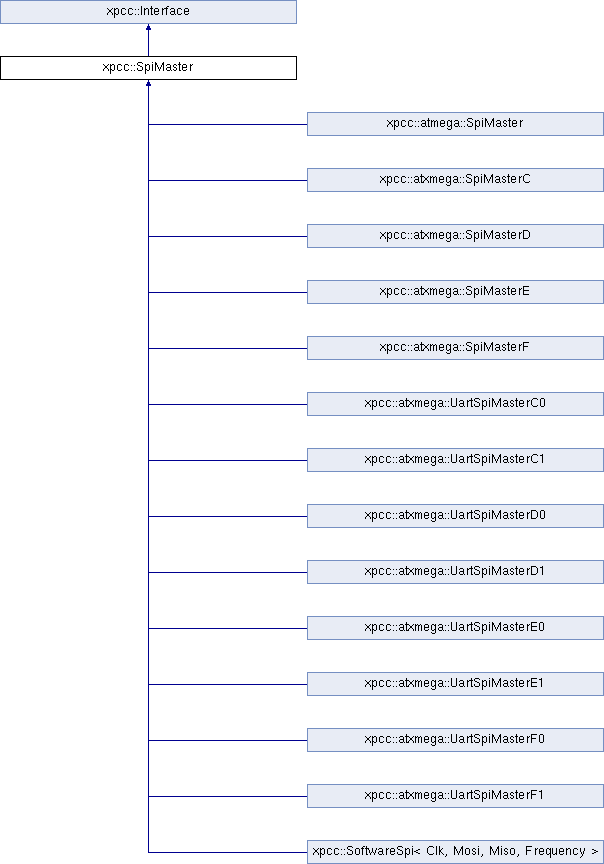 xpcc::Interface
xpcc::SpiMaster
xpcc::atmega::SpiMaster
xpcc::atxmega::SpiMasterC
xpcc::atxmega::SpiMasterD
xpcc::atxmega::SpiMasterE
xpcc::atxmega::SpiMasterF
xpcc::atxmega::UartSpiMasterC0
xpcc::atxmega::UartSpiMasterC1
xpcc::atxmega::UartSpiMasterD0
xpcc::atxmega::UartSpiMasterD1
xpcc::atxmega::UartSpiMasterE0
xpcc::atxmega::UartSpiMasterE1
xpcc::atxmega::UartSpiMasterF0
xpcc::atxmega::UartSpiMasterF1
xpcc::SoftwareSpi< Clk, Mosi, Miso, Frequency >